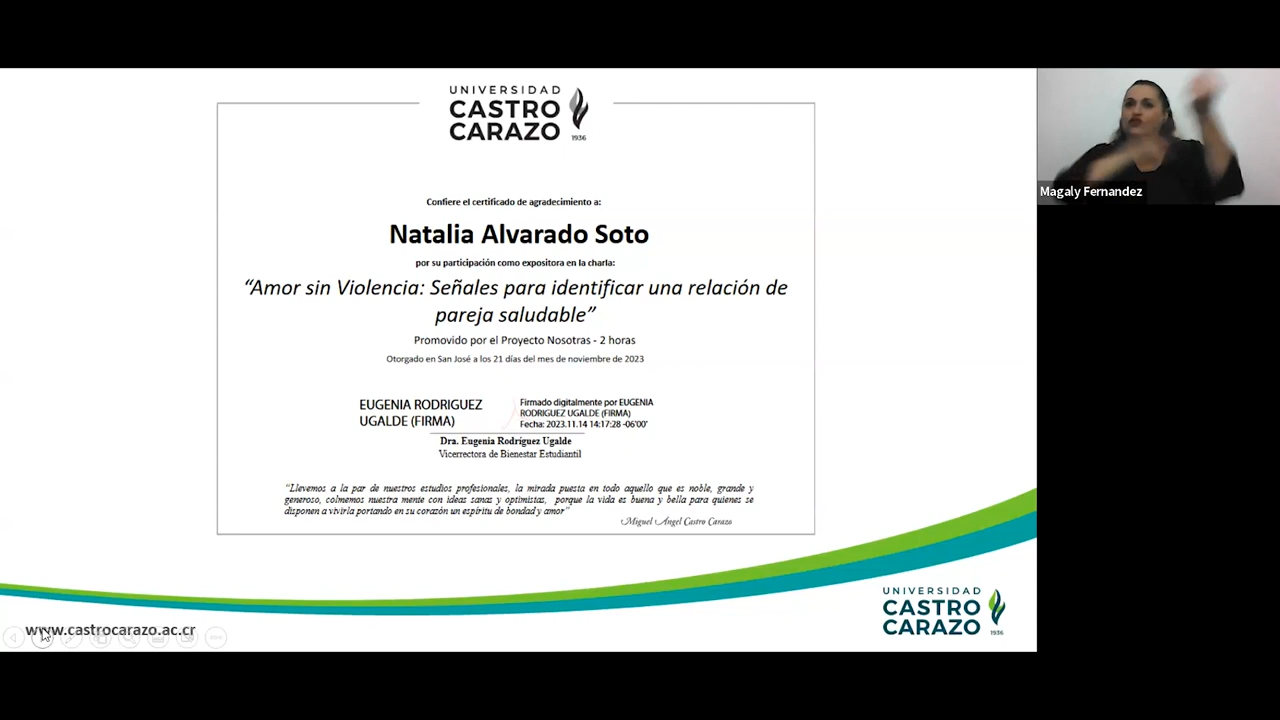 UNIVERSIDAD
CASTRO
CARAZO
1936
Confiere el certificado de agradecimiento a:
Natalia Alvarado Soto
por su participación como expositora en la charla:
“Amor sin Violencia: Señales para identificar una relación de
pareja saludable”
Promovido por el Proyecto Nosotras - 2 horas
Otorgado en San José a los 21 días del mes de noviembre de 2023
EUGENIA RODRIGUEZ
UGALDE (FIRMA)
Firmado digitalmente por EUGENIA
RODRIGUEZ UGALDE (FIRMA)
Fecha: 2023.11.14 14:17:28 -06'00'
Dra. Eugenia Rodríguez Ugalde
Vicerrectora de Bienestar Estudiantil
“Llevemos a la par de nuestros estudios profesionales, la mirada puesta en todo aquello que es noble, grande y
generoso, colmemos nuestra mente con ideas sanas y optimistas, porque la vida es buena y bella para quienes se
disponen a vivirla portando en su corazón un espíritu de bondad y amor”
Miguel Ángel Castro Carazo
www.castrocarazo.ac.cr
UNIVERSIDAD
CASTRO
CARAZO
1936
Magaly Fernandez